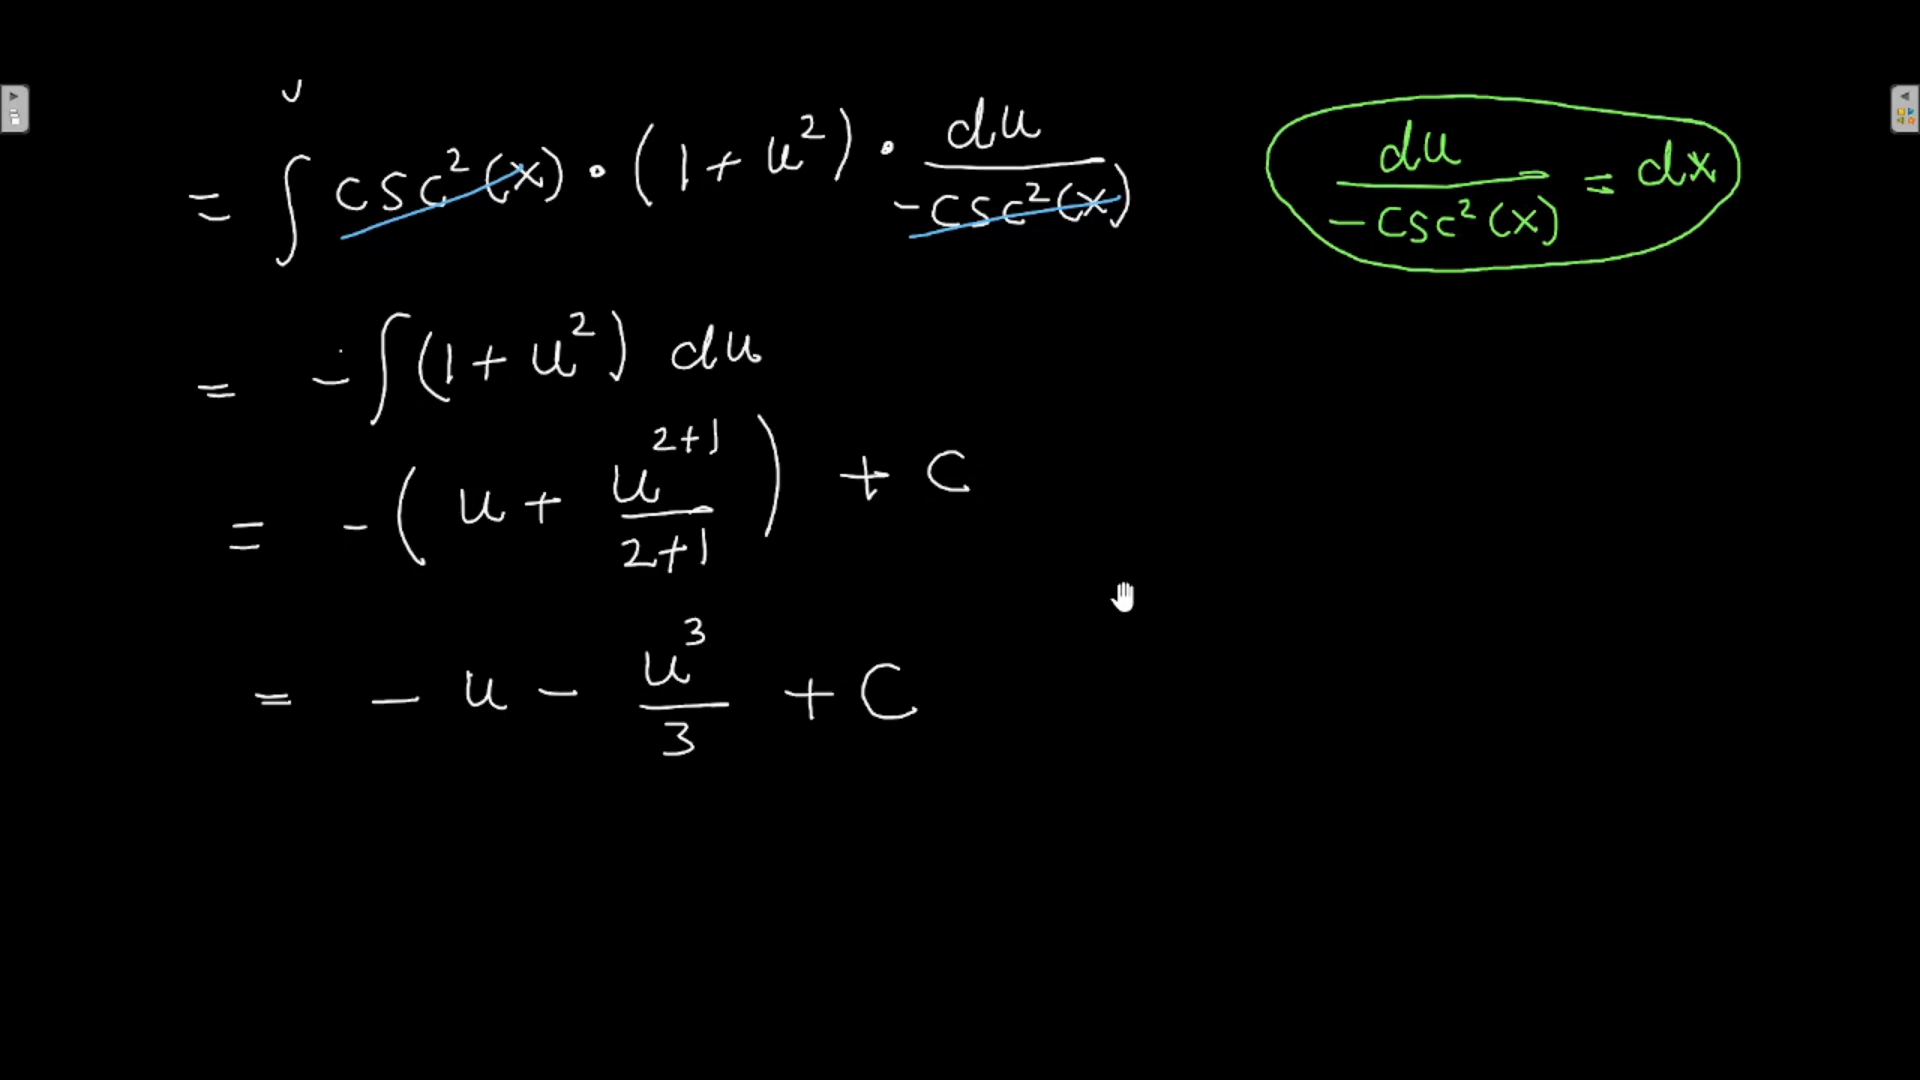 = ∫ csc²(x) • (1 + u²) • du / -csc²(x)
du / -csc²(x) = dx
= -∫(1 + u²) du
= -( u + u^(2+1) / 2+1 ) + C
= - u - u³/3 + C